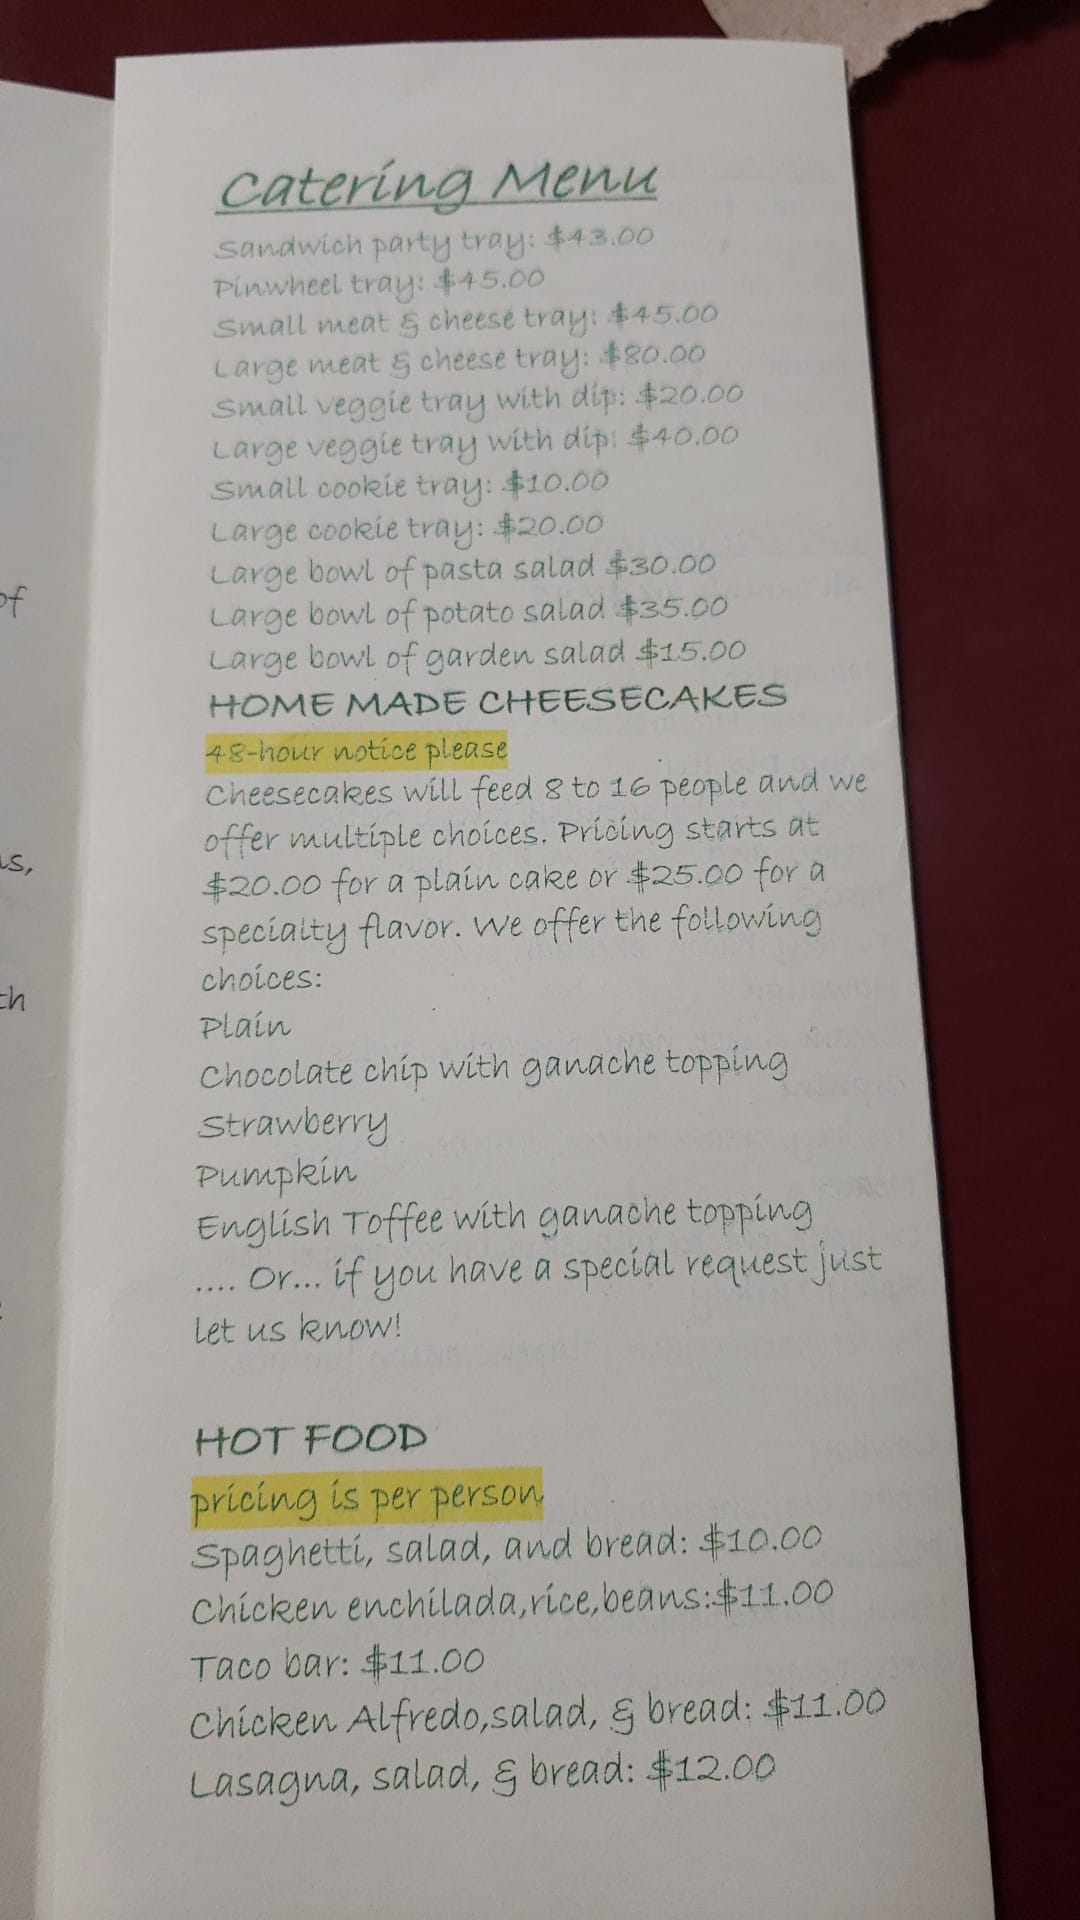 Catering Menu
Sandwich party tray: $43.00
Pinwheel tray: $45.00
Small meat & cheese tray: $45.00
Large meat & cheese tray: $80.00
Small veggie tray with dip: $20.00
Large veggie tray with dip: $40.00
Small cookie tray: $10.00
Large cookie tray: $20.00
Large bowl of pasta salad $30.00
Large bowl of potato salad $35.00
Large bowl of garden salad $15.00
HOME MADE CHEESECAKES
48-hour notice please
Cheesecakes will feed 8 to 16 people and we
offer multiple choices. Pricing starts at
$20.00 for a plain cake or $25.00 for a
specialty flavor. We offer the following
choices:
Plain
Chocolate chip with ganache topping
Strawberry
Pumpkin
English Toffee with ganache topping
.... Or... if you have a special request just
let us know!
HOT FOOD
pricing is per person
Spaghetti, salad, and bread: $10.00
Chicken enchilada,rice,beans:$11.00
Taco bar: $11.00
Chicken Alfredo,salad, & bread: $11.00
Lasagna, salad, & bread: $12.00
of